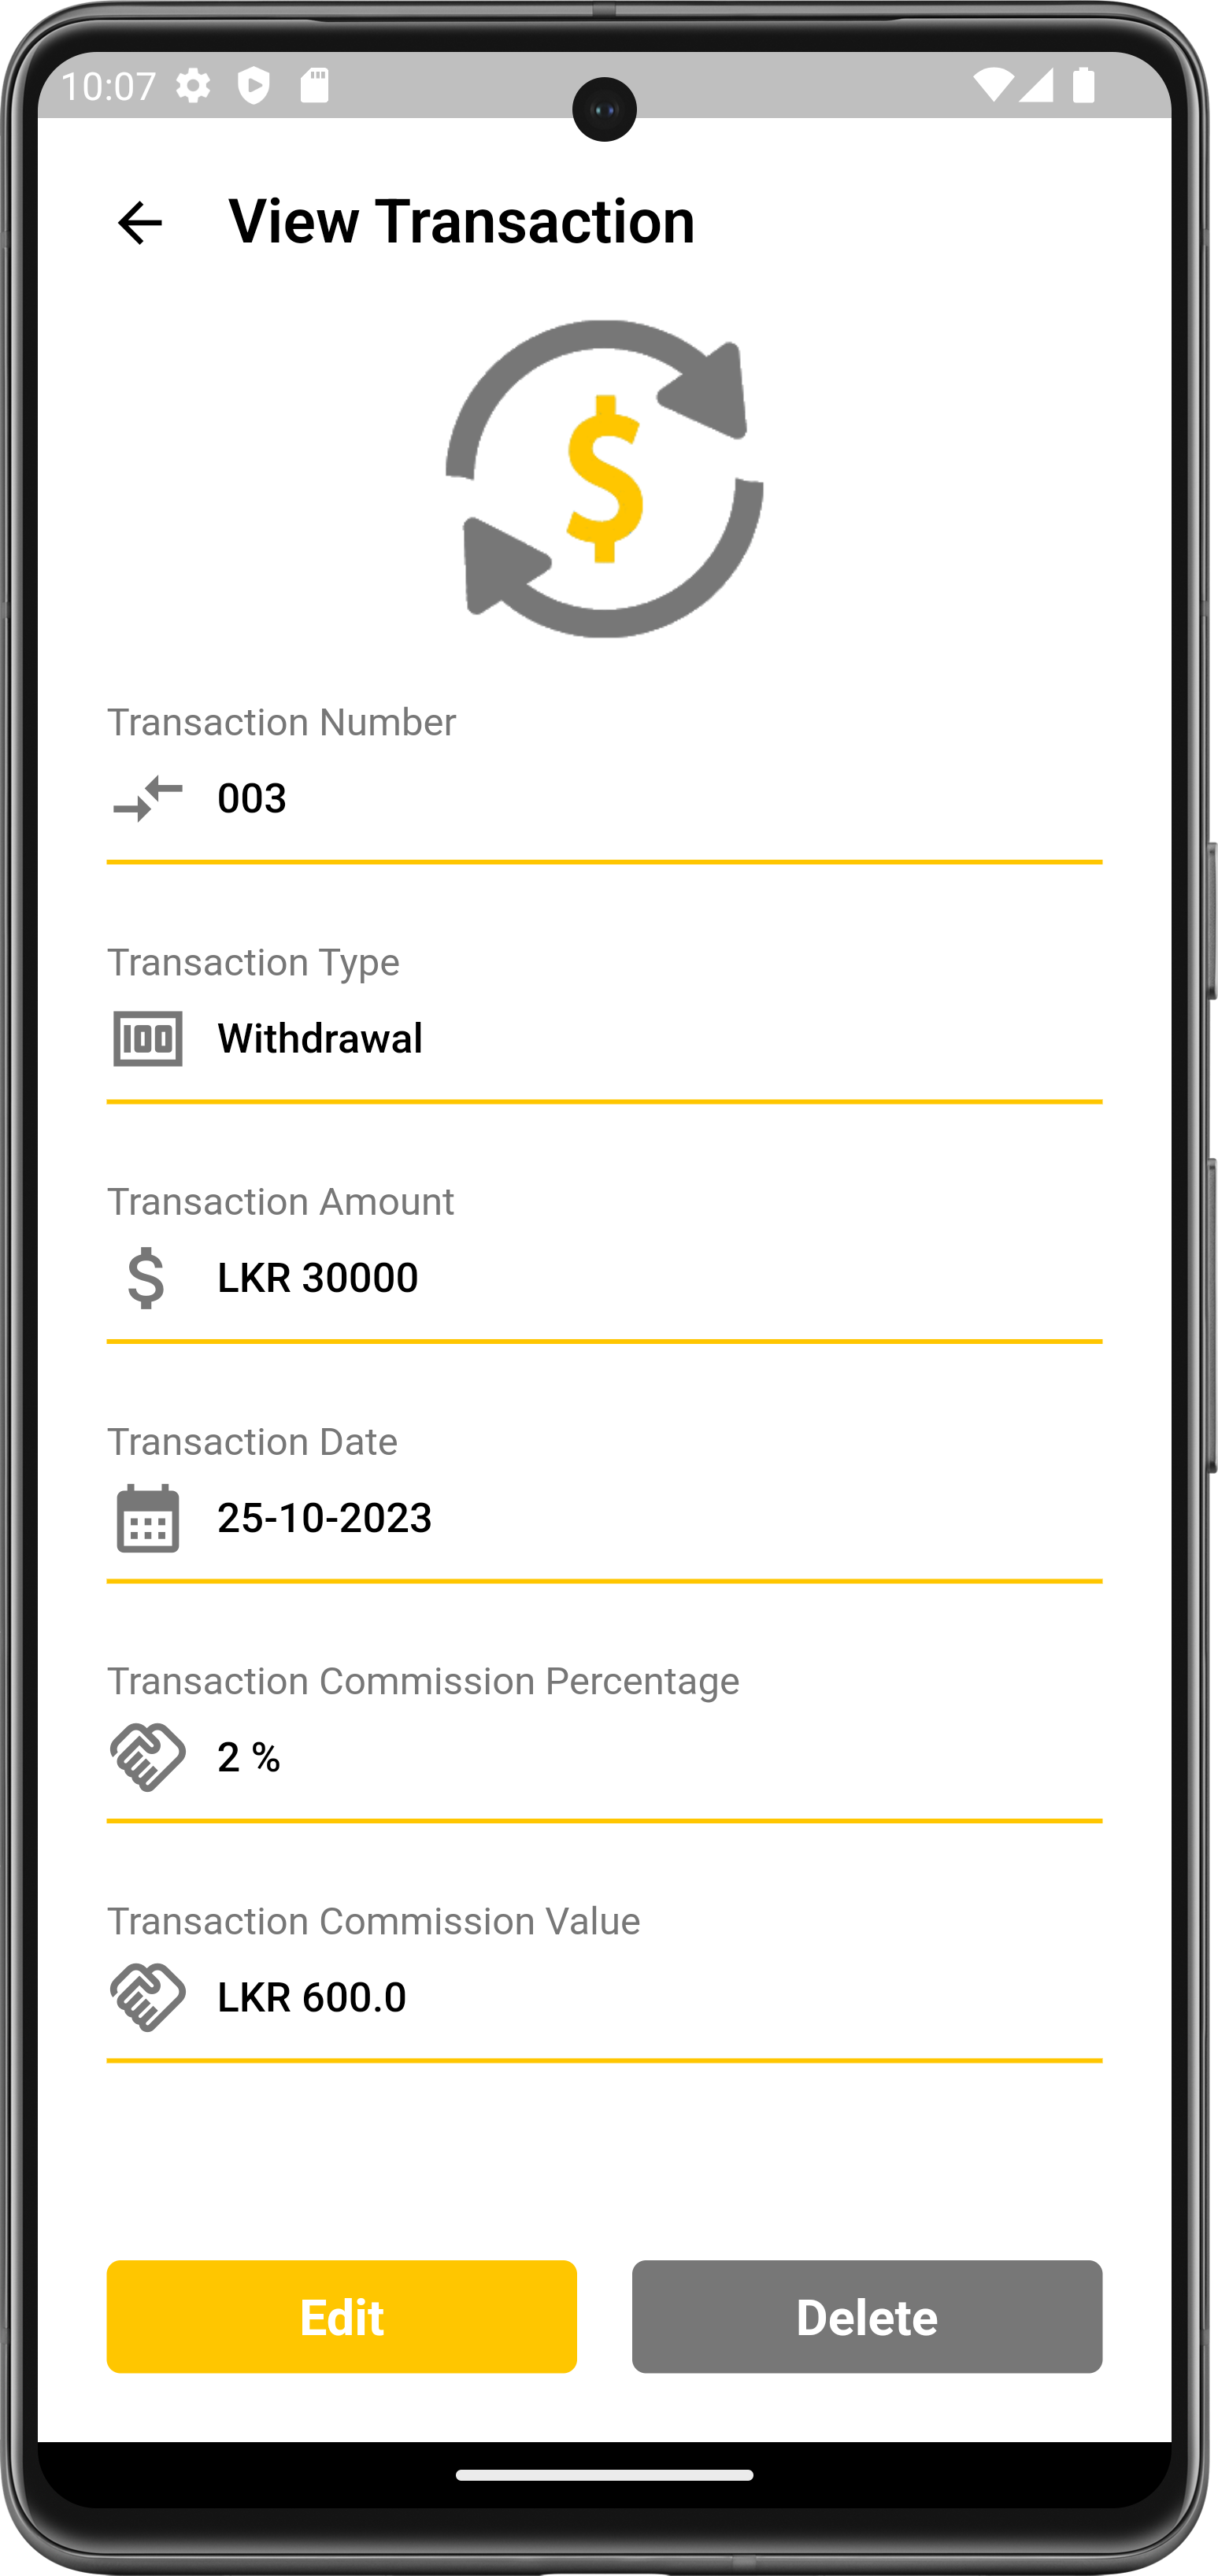 10:07
View Transaction
$
Transaction Number
003
Transaction Type
100
Withdrawal
Transaction Amount
$
LKR 30000
Transaction Date
25-10-2023
Transaction Commission Percentage
2 %
Transaction Commission Value
LKR 600.0
Edit
Delete